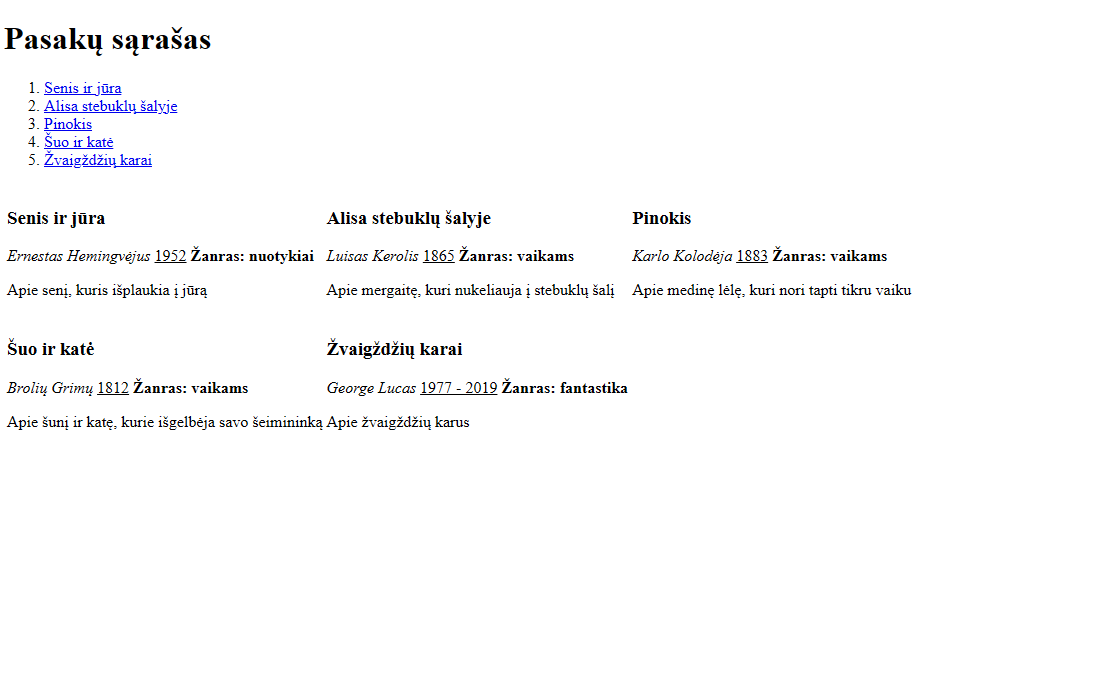 Pasakų sąrašas
1. Senis ir jūra
2. Alisa stebuklų šalyje
3. Pinokis
4. Šuo ir katė
5. Žvaigždžių karai
Senis ir jūra
Ernestas Hemingvėjus 1952 Žanras: nuotykiai
Apie senį, kuris išplaukia į jūrą
Alisa stebuklų šalyje
Luisas Kerolis 1865 Žanras: vaikams
Apie mergaitę, kuri nukeliauja į stebuklų šalį
Pinokis
Karlo Kolodėja 1883 Žanras: vaikams
Apie medinę lėlę, kuri nori tapti tikru vaiku
Šuo ir katė
Brolių Grimų 1812 Žanras: vaikams
Apie šunį ir katę, kurie išgelbėja savo šeimininką
Žvaigždžių karai
George Lucas 1977 - 2019 Žanras: fantastika
Apie žvaigždžių karus